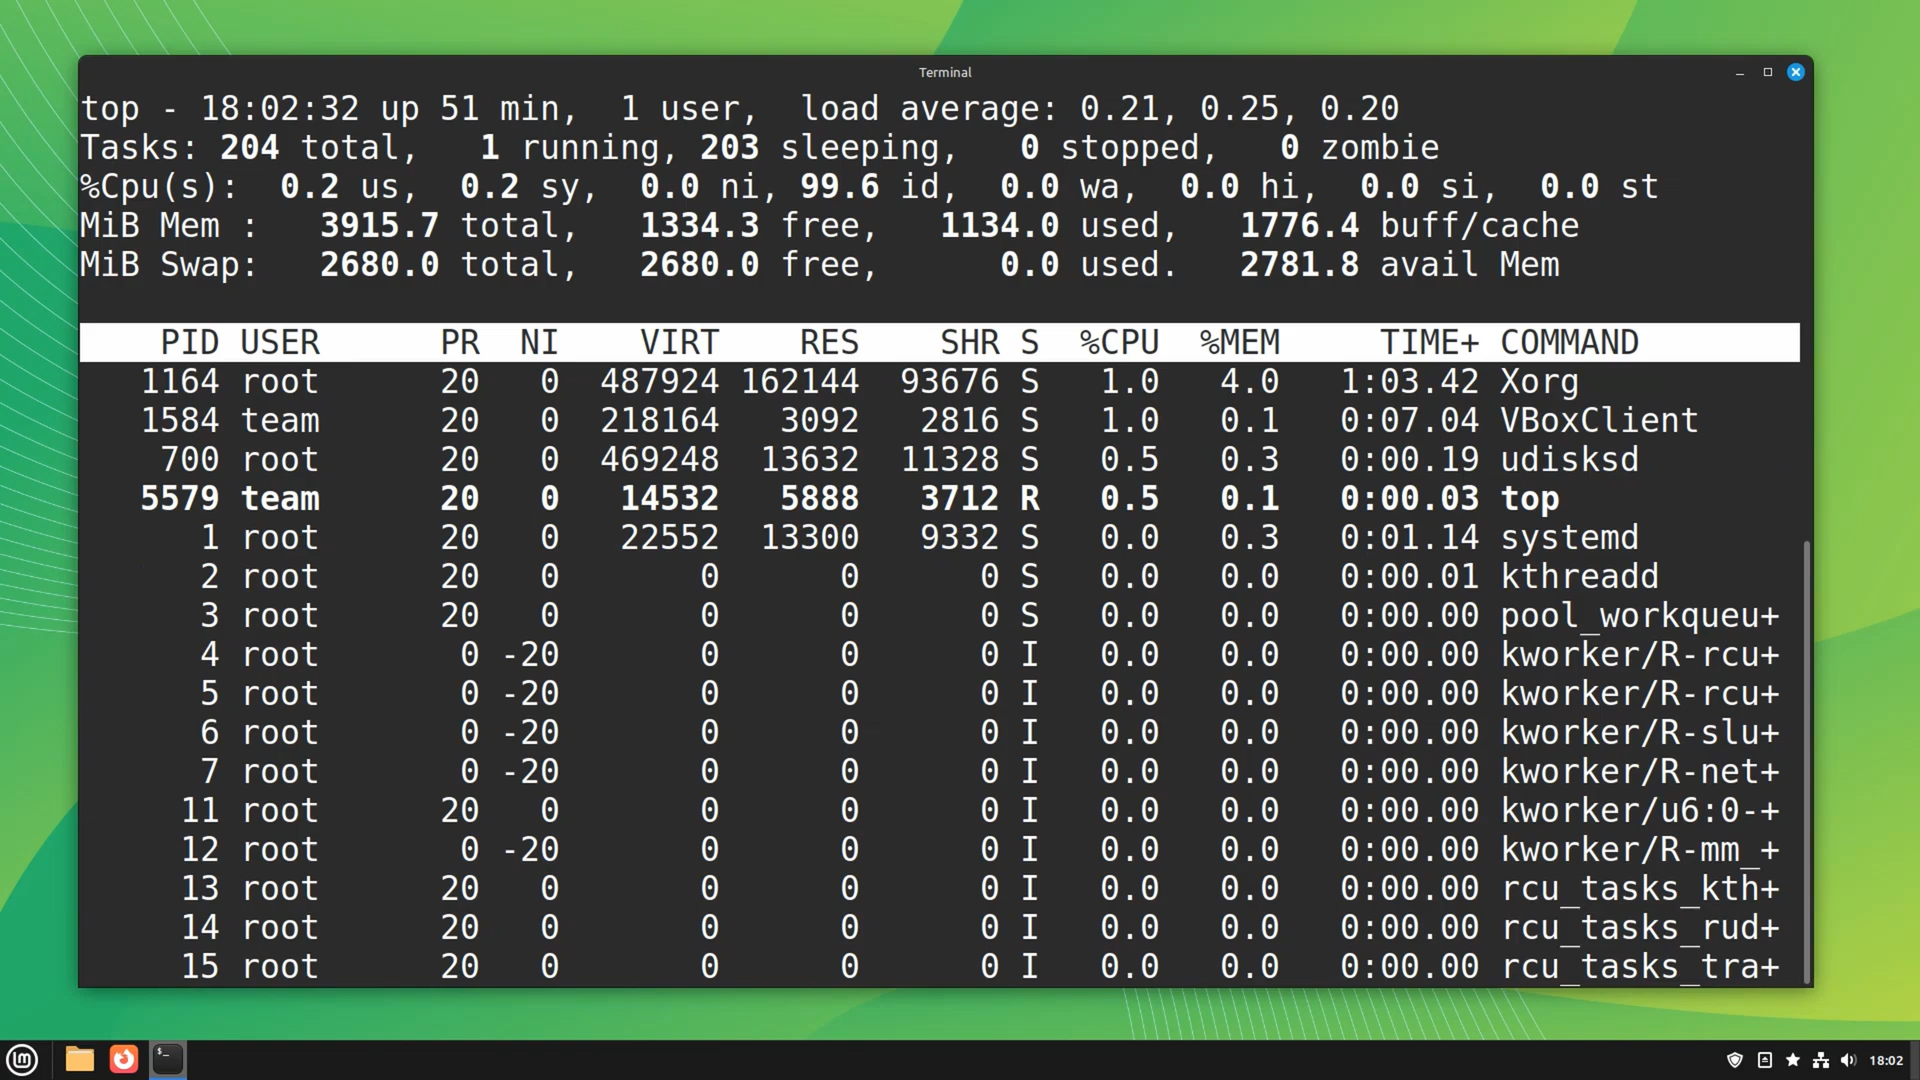 Terminal
top - 18:02:32 up 51 min,  1 user,  load average: 0.21, 0.25, 0.20
Tasks: 204 total,   1 running, 203 sleeping,   0 stopped,   0 zombie
%Cpu(s):  0.2 us,  0.2 sy,  0.0 ni, 99.6 id,  0.0 wa,  0.0 hi,  0.0 si,  0.0 st
MiB Mem :   3915.7 total,   1334.3 free,   1134.0 used,   1776.4 buff/cache
MiB Swap:   2680.0 total,   2680.0 free,      0.0 used.   2781.8 avail Mem
PID USER      PR  NI    VIRT    RES    SHR S  %CPU  %MEM     TIME+ COMMAND
1164 root      20   0  487924 162144  93676 S   1.0   4.0   1:03.42 Xorg
1584 team      20   0  218164   3092   2816 S   1.0   0.1   0:07.04 VBoxClient
700 root      20   0  469248  13632  11328 S   0.5   0.3   0:00.19 udisksd
5579 team      20   0   14532   5888   3712 R   0.5   0.1   0:00.03 top
1 root      20   0   22552  13300   9332 S   0.0   0.3   0:01.14 systemd
2 root      20   0       0      0      0 S   0.0   0.0   0:00.01 kthreadd
3 root      20   0       0      0      0 S   0.0   0.0   0:00.00 pool_workqueu+
4 root       0 -20       0      0      0 I   0.0   0.0   0:00.00 kworker/R-rcu+
5 root       0 -20       0      0      0 I   0.0   0.0   0:00.00 kworker/R-rcu+
6 root       0 -20       0      0      0 I   0.0   0.0   0:00.00 kworker/R-slu+
7 root       0 -20       0      0      0 I   0.0   0.0   0:00.00 kworker/R-net+
11 root      20   0       0      0      0 I   0.0   0.0   0:00.00 kworker/u6:0-+
12 root       0 -20       0      0      0 I   0.0   0.0   0:00.00 kworker/R-mm_+
13 root      20   0       0      0      0 I   0.0   0.0   0:00.00 rcu_tasks_kth+
14 root      20   0       0      0      0 I   0.0   0.0   0:00.00 rcu_tasks_rud+
15 root      20   0       0      0      0 I   0.0   0.0   0:00.00 rcu_tasks_tra+
18:02